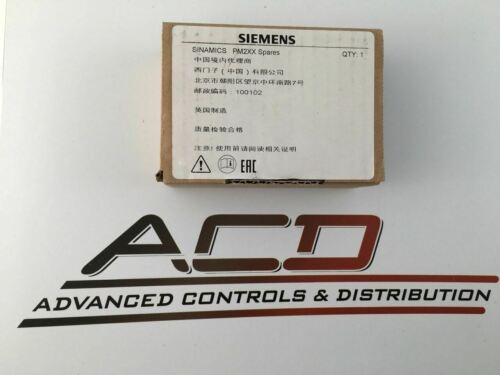 SIEMENS
SINAMICS PM2XX Spares QTY: 1
中国境内代理商
西门子（中国）有限公司
北京市朝阳区望京中环南路7号
邮政编码：100102
英国制造
质量检验合格
注意! 使用前请阅读相关说明
EAC
ACD
ADVANCED CONTROLS & DISTRIBUTION